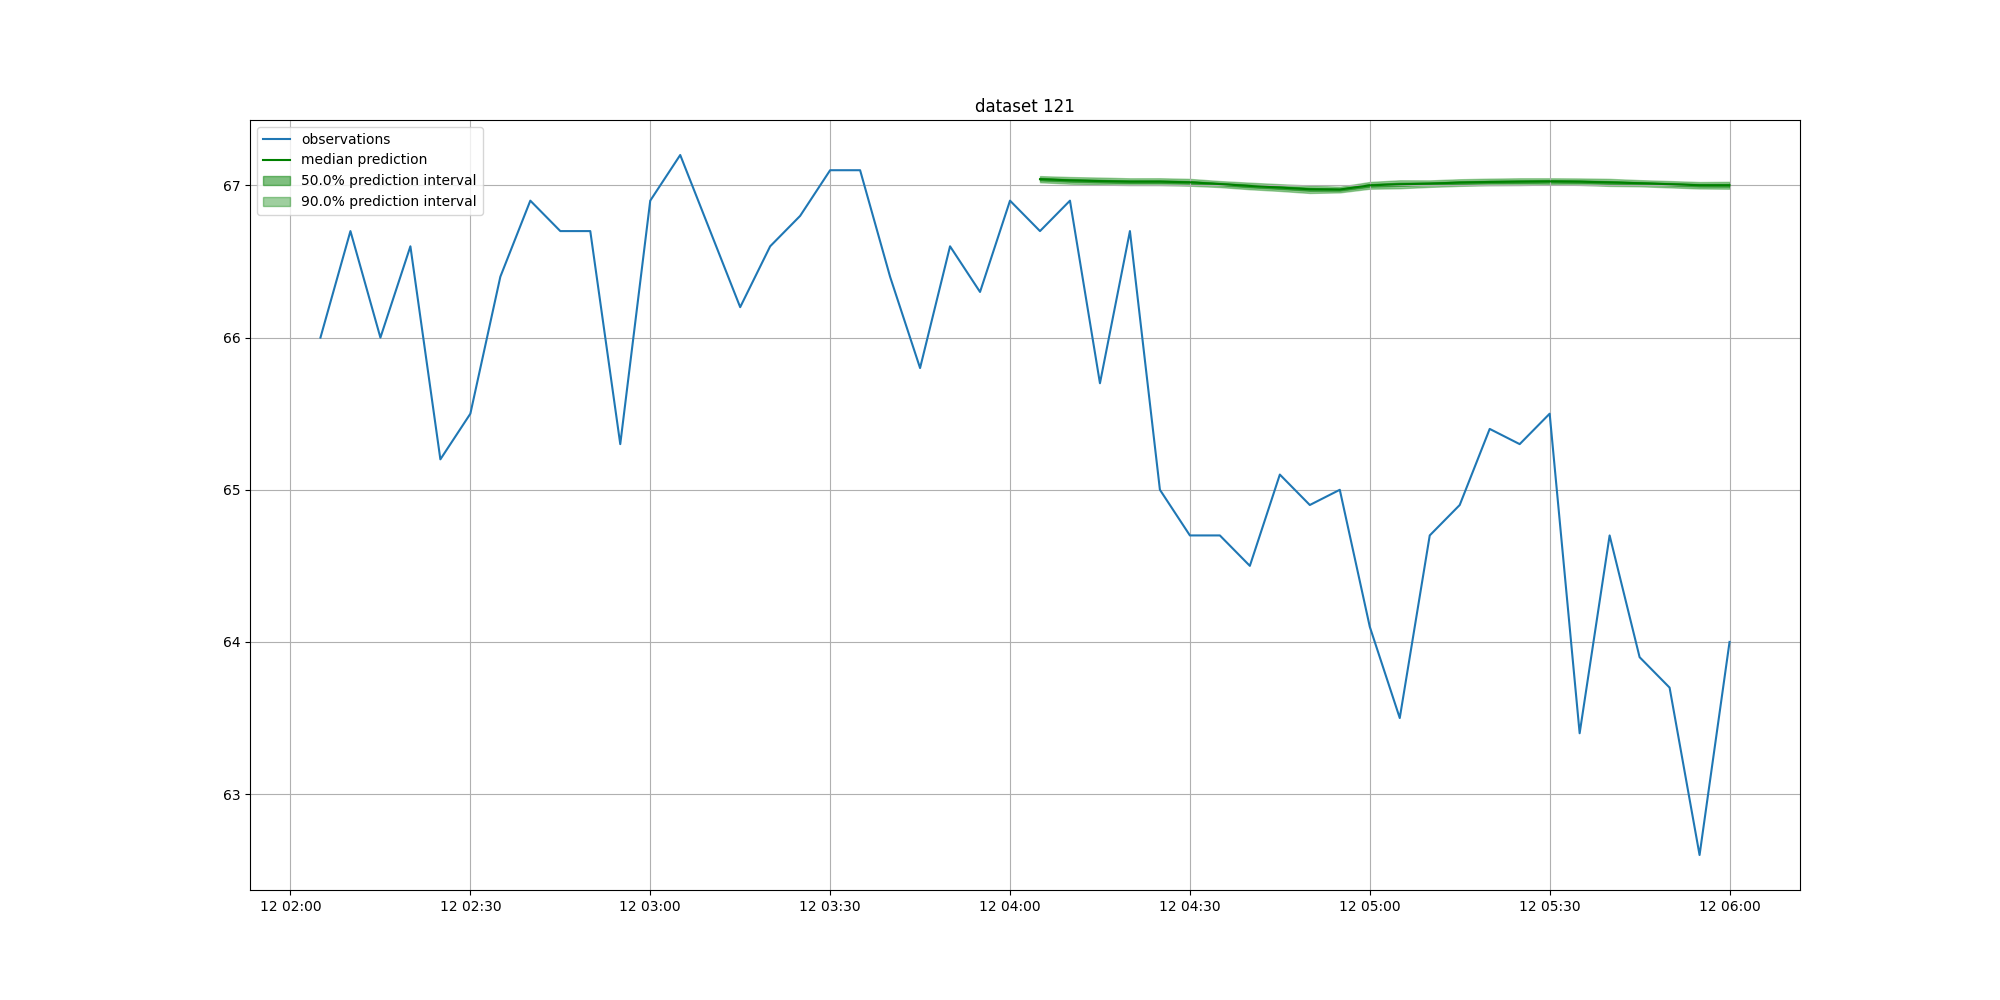 dataset 121
observations
median prediction
50.0% prediction interval
90.0% prediction interval
67
66
65
64
63
12 02:00 12 02:30 12 03:00 12 03:30 12 04:00 12 04:30 12 05:00 12 05:30 12 06:00